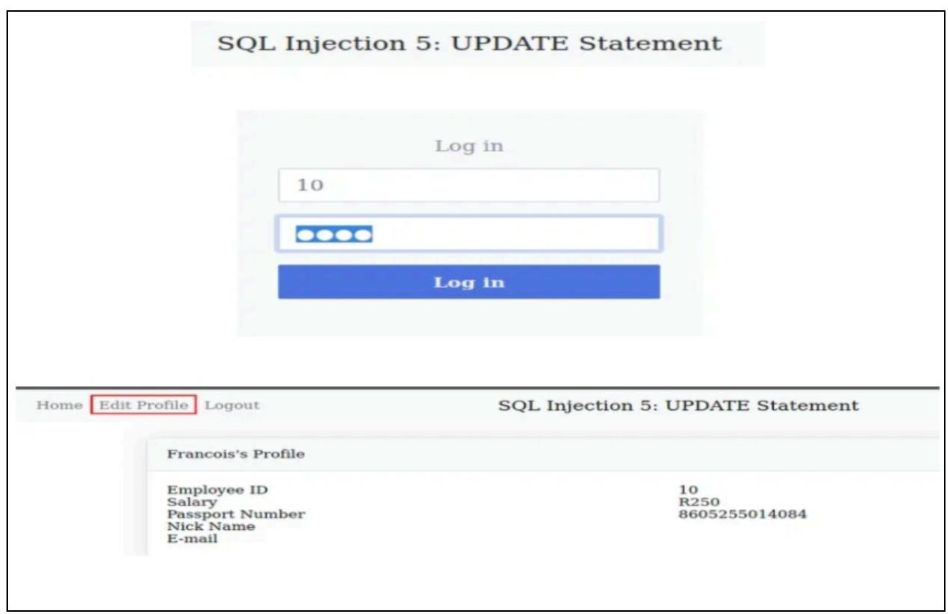 SQL Injection 5: UPDATE Statement
Log in
10
Log in
Home Edit Profile Logout SQL Injection 5: UPDATE Statement
Francois's Profile
Employee ID 10
Salary R250
Passport Number 8605255014084
Nick Name
E-mail